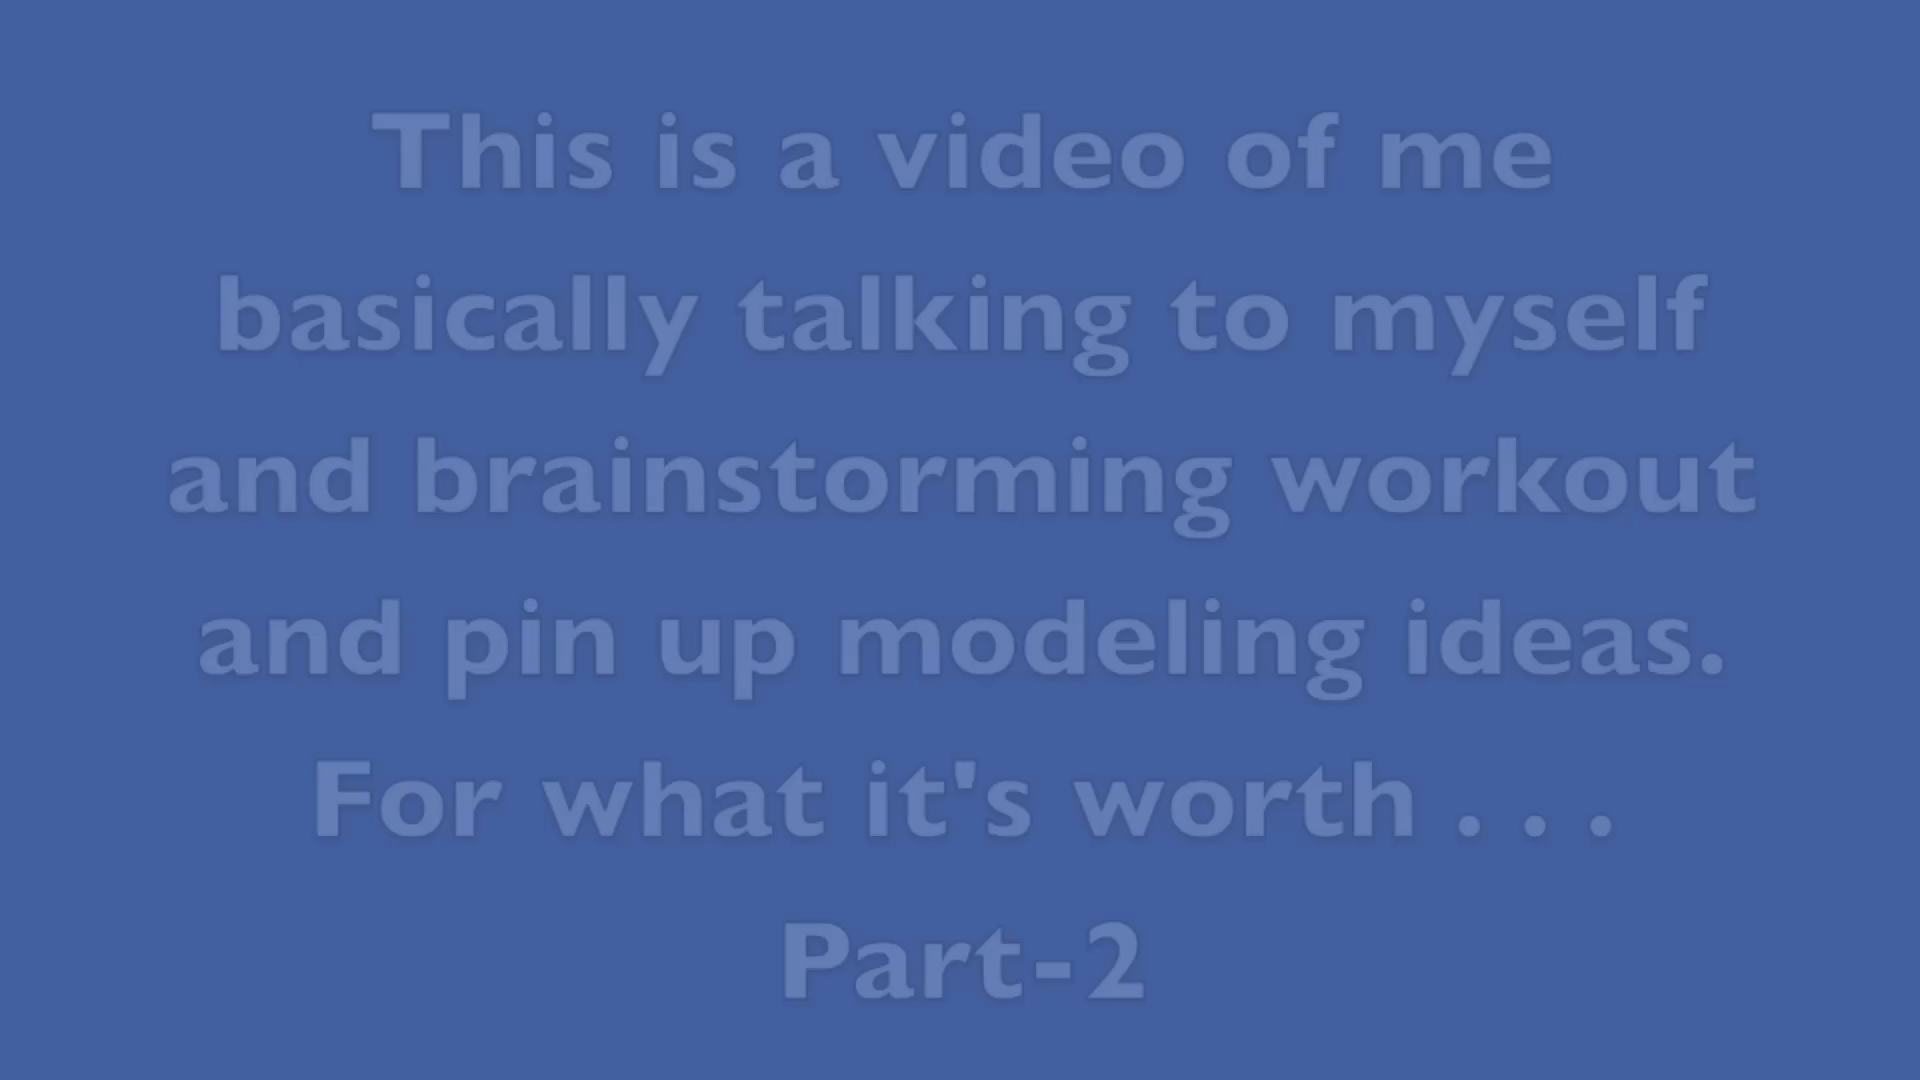 This is a video of me
basically talking to myself
and brainstorming workout
and pin up modeling ideas.
For what it's worth . . .
Part-2